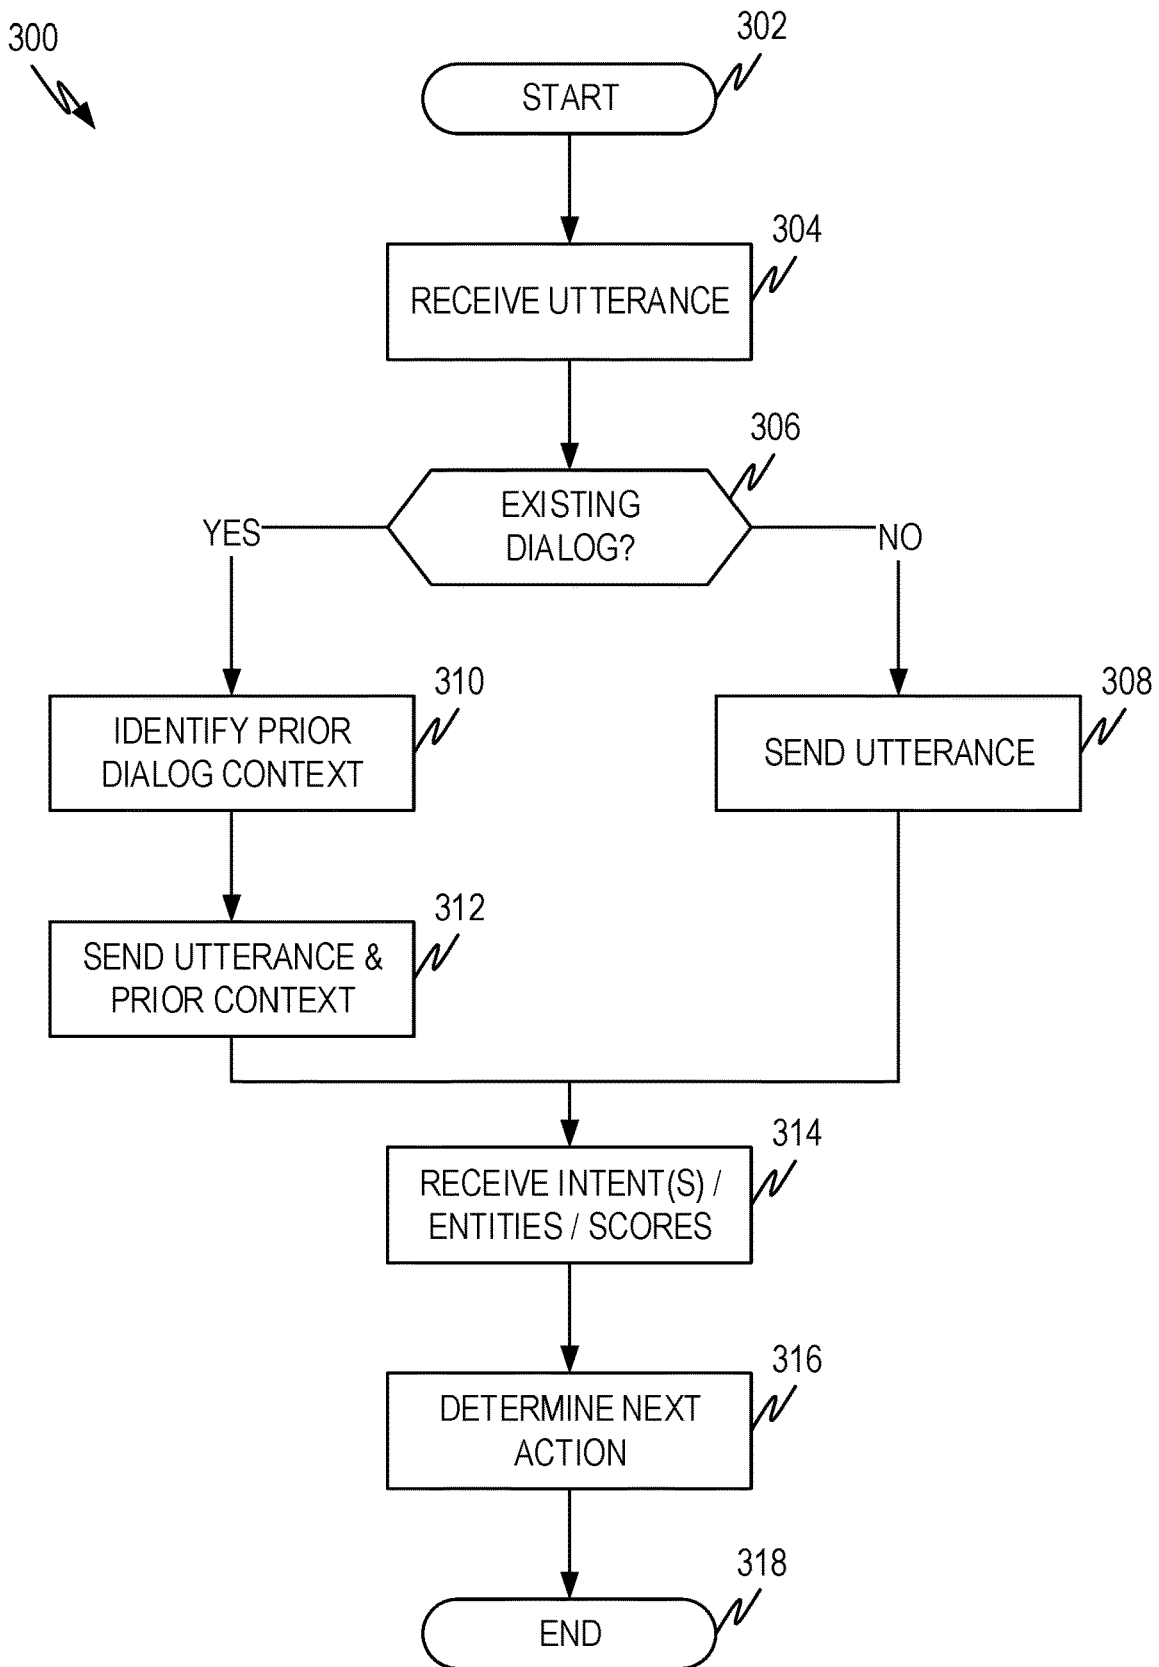 300
302
START
304
RECEIVE UTTERANCE
306
EXISTING
DIALOG?
YES
NO
310
IDENTIFY PRIOR
DIALOG CONTEXT
308
SEND UTTERANCE
312
SEND UTTERANCE &
PRIOR CONTEXT
314
RECEIVE INTENT(S) /
ENTITIES / SCORES
316
DETERMINE NEXT
ACTION
318
END